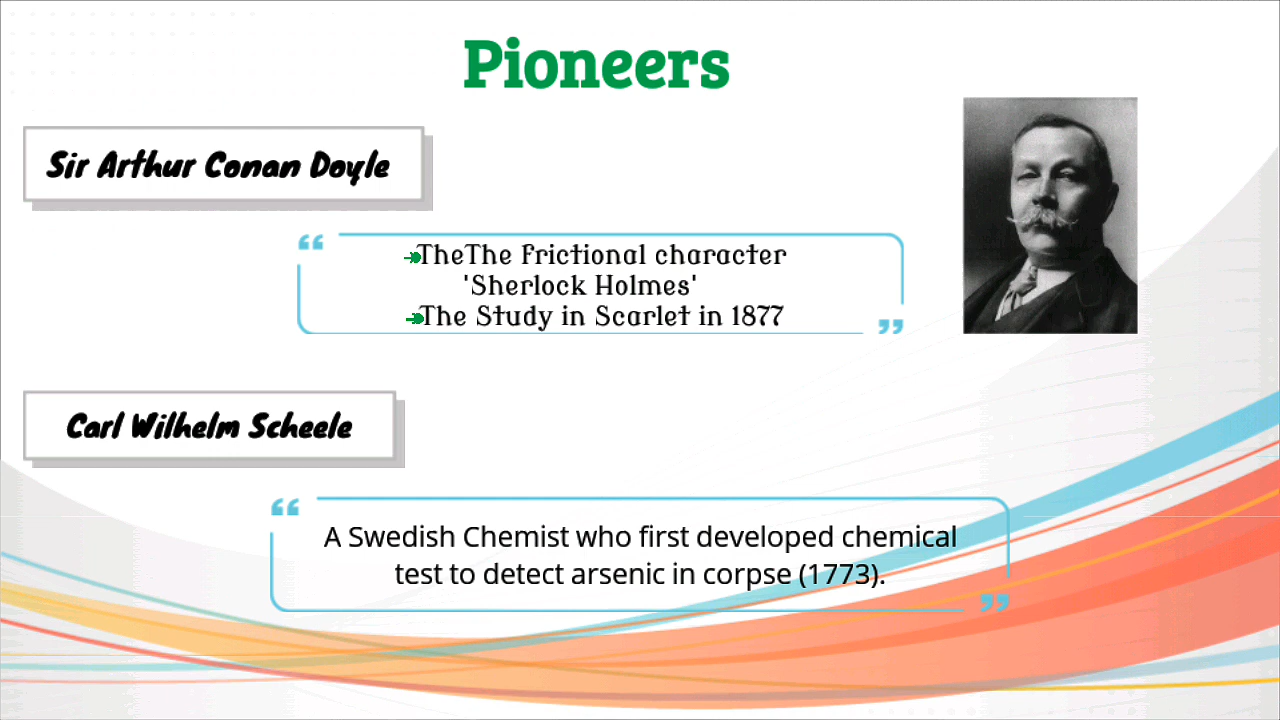 Pioneers
Sir Arthur Conan Doyle
TheThe Frictional character
'Sherlock Holmes'
The Study in Scarlet in 1877
Carl Wilhelm Scheele
A Swedish Chemist who first developed chemical
test to detect arsenic in corpse (1773).